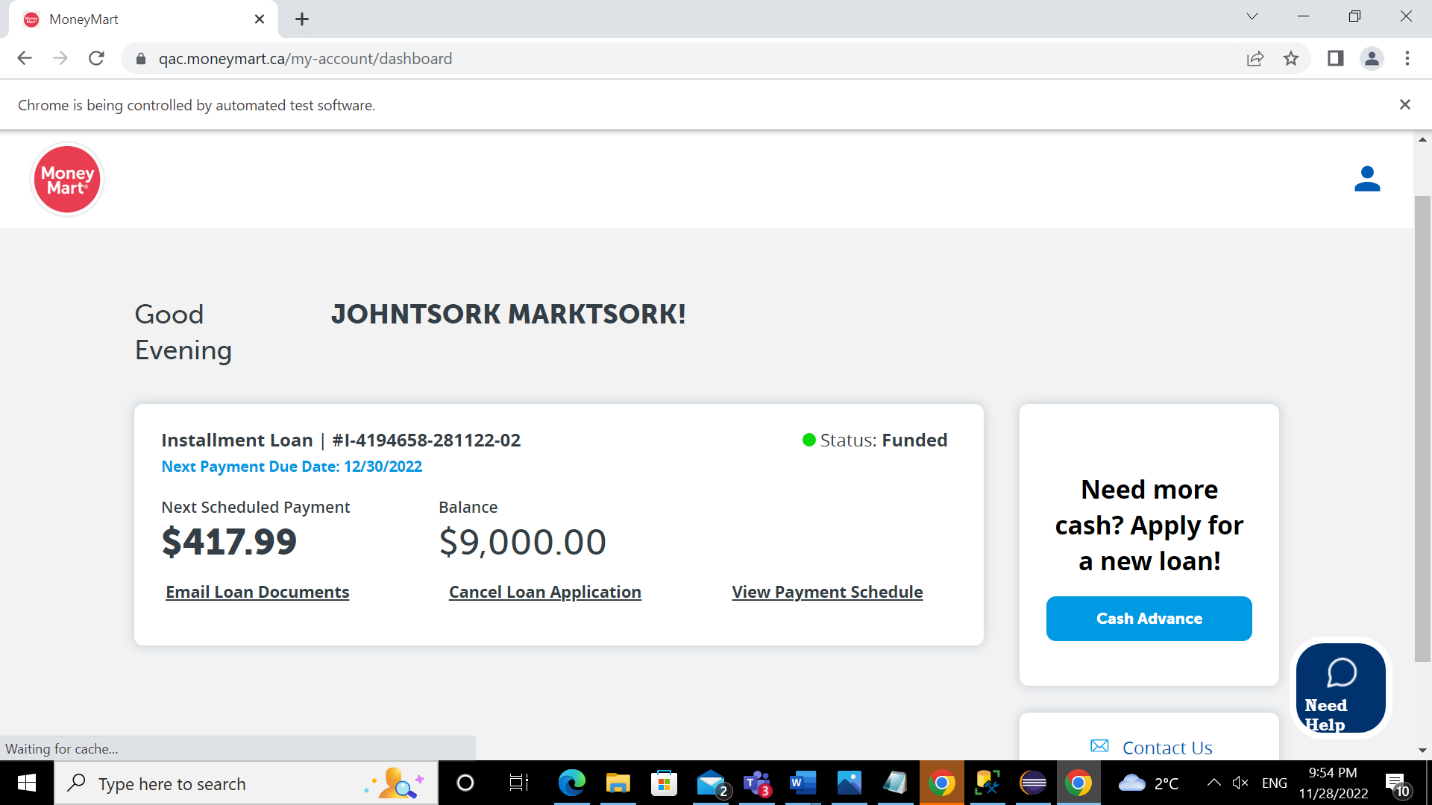 MoneyMart
qac.moneymart.ca/my-account/dashboard
Chrome is being controlled by automated test software.
Money
Mart
Good
Evening
JOHNTSORK MARKTSORK!
Installment Loan | #I-4194658-281122-02
Status: Funded
Next Payment Due Date: 12/30/2022
Next Scheduled Payment
Balance
$417.99
$9,000.00
Email Loan Documents
Cancel Loan Application
View Payment Schedule
Need more
cash? Apply for
a new loan!
Cash Advance
Need
Help
Contact Us
Waiting for cache...
Type here to search
2
3
2°C
ENG
9:54 PM
11/28/2022
10